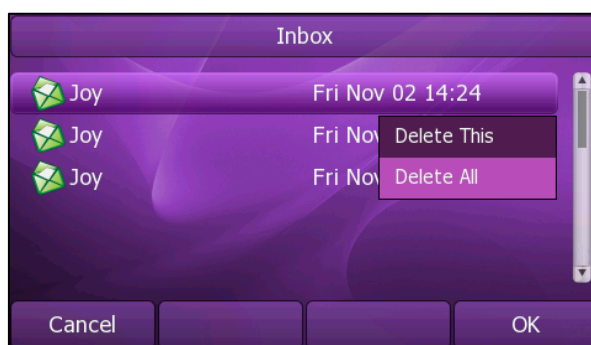 Inbox
Joy Fri Nov 02 14:24
Joy Fri Nov Delete This
Joy Fri Nov Delete All
Cancel OK